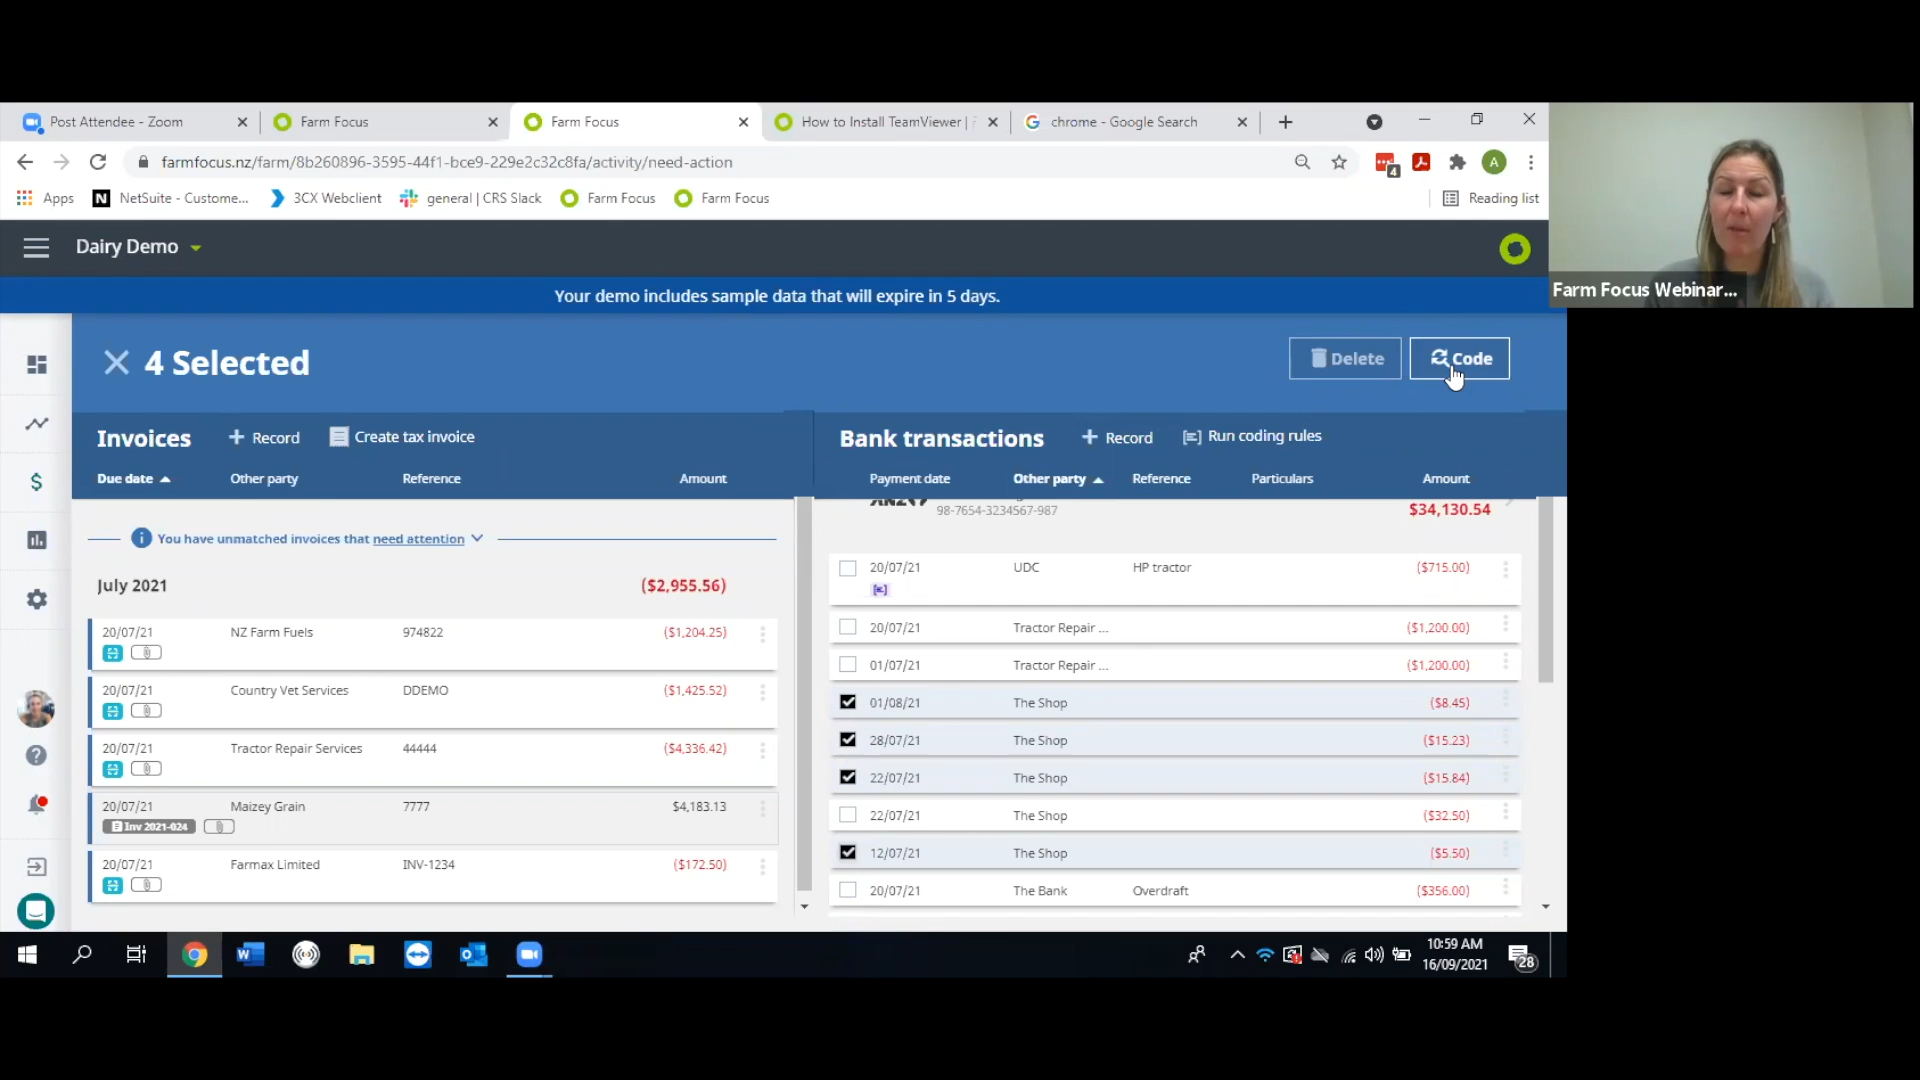 Post Attendee - Zoom
Farm Focus
Farm Focus
How to Install TeamViewer |
chrome - Google Search
farmfocus.nz/farm/8b260896-3595-44f1-bce9-229e2c32c8fa/activity/need-action
4
A
Apps
NetSuite - Custome...
3CX Webclient
general | CRS Slack
Farm Focus
Farm Focus
Reading list
Dairy Demo
Farm Focus Webinar...
Your demo includes sample data that will expire in 5 days.
4 Selected
Delete
Code
Invoices
Record
Create tax invoice
Bank transactions
Record
Run coding rules
Due date Other party Reference Amount
Payment date Other party Reference Particulars Amount
98-7654-3234567-987 $34,130.54
You have unmatched invoices that need attention
July 2021 ($2,955.56)
20/07/21 NZ Farm Fuels 974822 ($1,204.25)
20/07/21 Country Vet Services DDEMO ($1,425.52)
20/07/21 Tractor Repair Services 44444 ($4,336.42)
20/07/21 Maizey Grain 7777 $4,183.13
Inv 2021-024
20/07/21 Farmax Limited INV-1234 ($172.50)
20/07/21 UDC HP tractor ($715.00)
20/07/21 Tractor Repair ... ($1,200.00)
01/07/21 Tractor Repair ... ($1,200.00)
01/08/21 The Shop ($8.45)
28/07/21 The Shop ($15.23)
22/07/21 The Shop ($15.84)
22/07/21 The Shop ($32.50)
12/07/21 The Shop ($5.50)
20/07/21 The Bank Overdraft ($356.00)
10:59 AM
16/09/2021
28